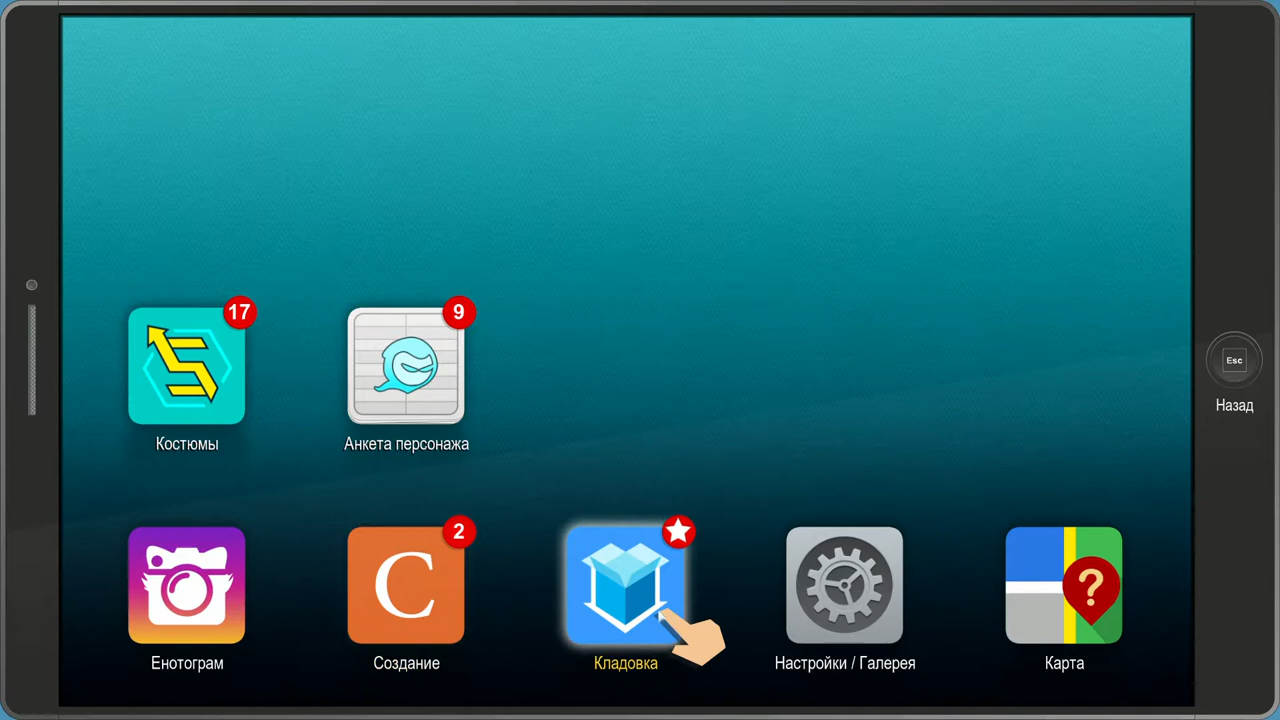 17
9
Костюмы
Анкета персонажа
Esc
Назад
2
C
?
Енотограм
Создание
Кладовка
Настройки / Галерея
Карта